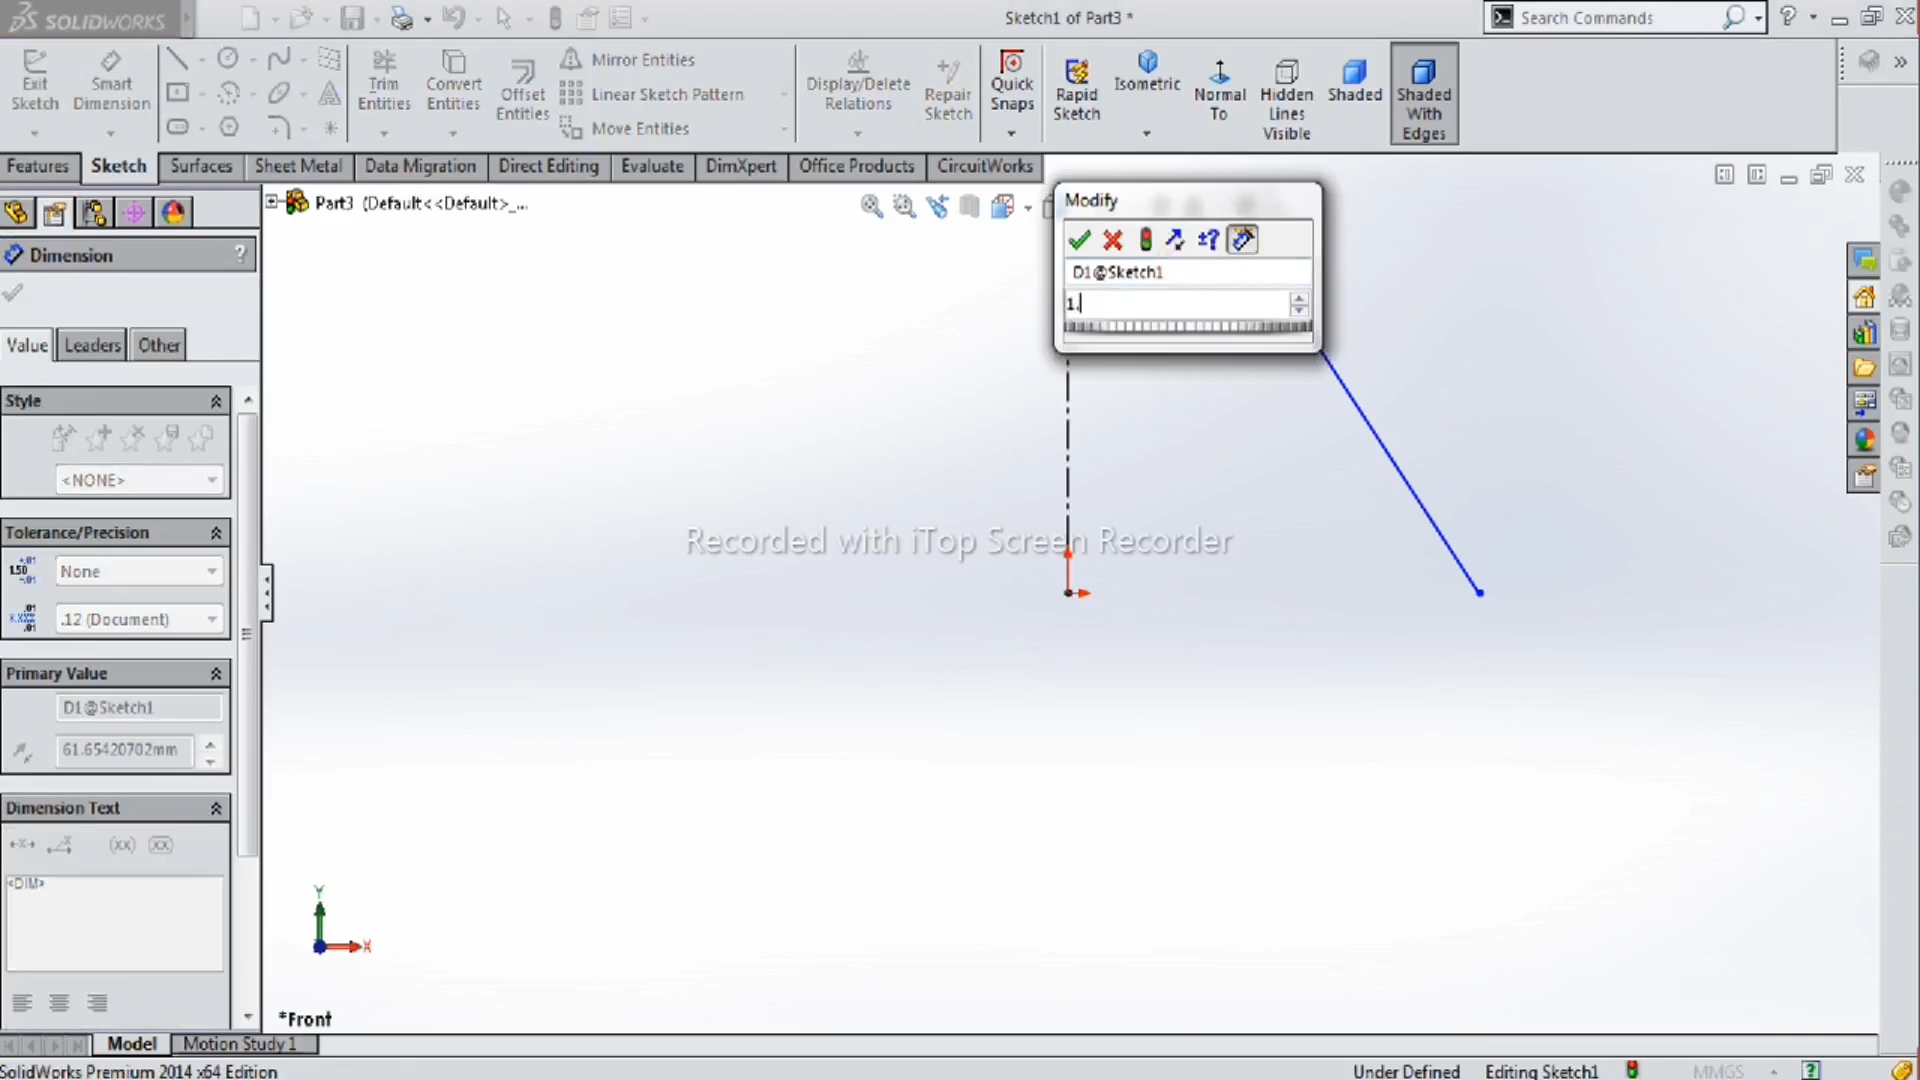 SOLIDWORKS
Sketch1 of Part3 *
Search Commands
Exit Sketch
Smart Dimension
Trim Entities
Convert Entities
Offset Entities
Mirror Entities
Linear Sketch Pattern
Move Entities
Display/Delete Relations
Repair Sketch
Quick Snaps
Rapid Sketch
Isometric
Normal To
Hidden Lines Visible
Shaded
Shaded With Edges
Features
Sketch
Surfaces
Sheet Metal
Data Migration
Direct Editing
Evaluate
DimXpert
Office Products
CircuitWorks
Part3 (Default<<Default>_...
Modify
D1@Sketch1
1.
Dimension
?
Value
Leaders
Other
Style
<NONE>
Tolerance/Precision
None
.12 (Document)
Primary Value
D1@Sketch1
61.65420702mm
Dimension Text
(xx)
<DIM>
Recorded with iTop Screen Recorder
Y
X
*Front
Model
Motion Study 1
SolidWorks Premium 2014 x64 Edition
Under Defined
Editing Sketch1
MMGS